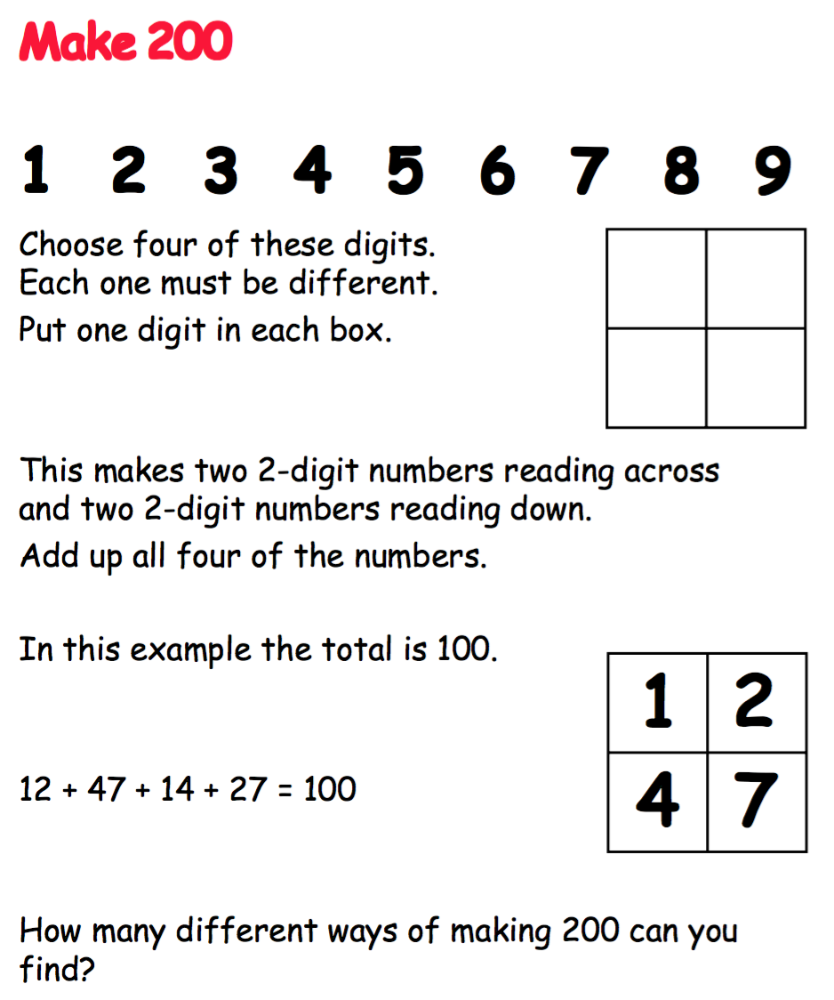 Make 200
1 2 3 4 5 6 7 8 9
Choose four of these digits.
Each one must be different.
Put one digit in each box.
This makes two 2-digit numbers reading across
and two 2-digit numbers reading down.
Add up all four of the numbers.
In this example the total is 100.
1 2
4 7
12 + 47 + 14 + 27 = 100
How many different ways of making 200 can you
find?